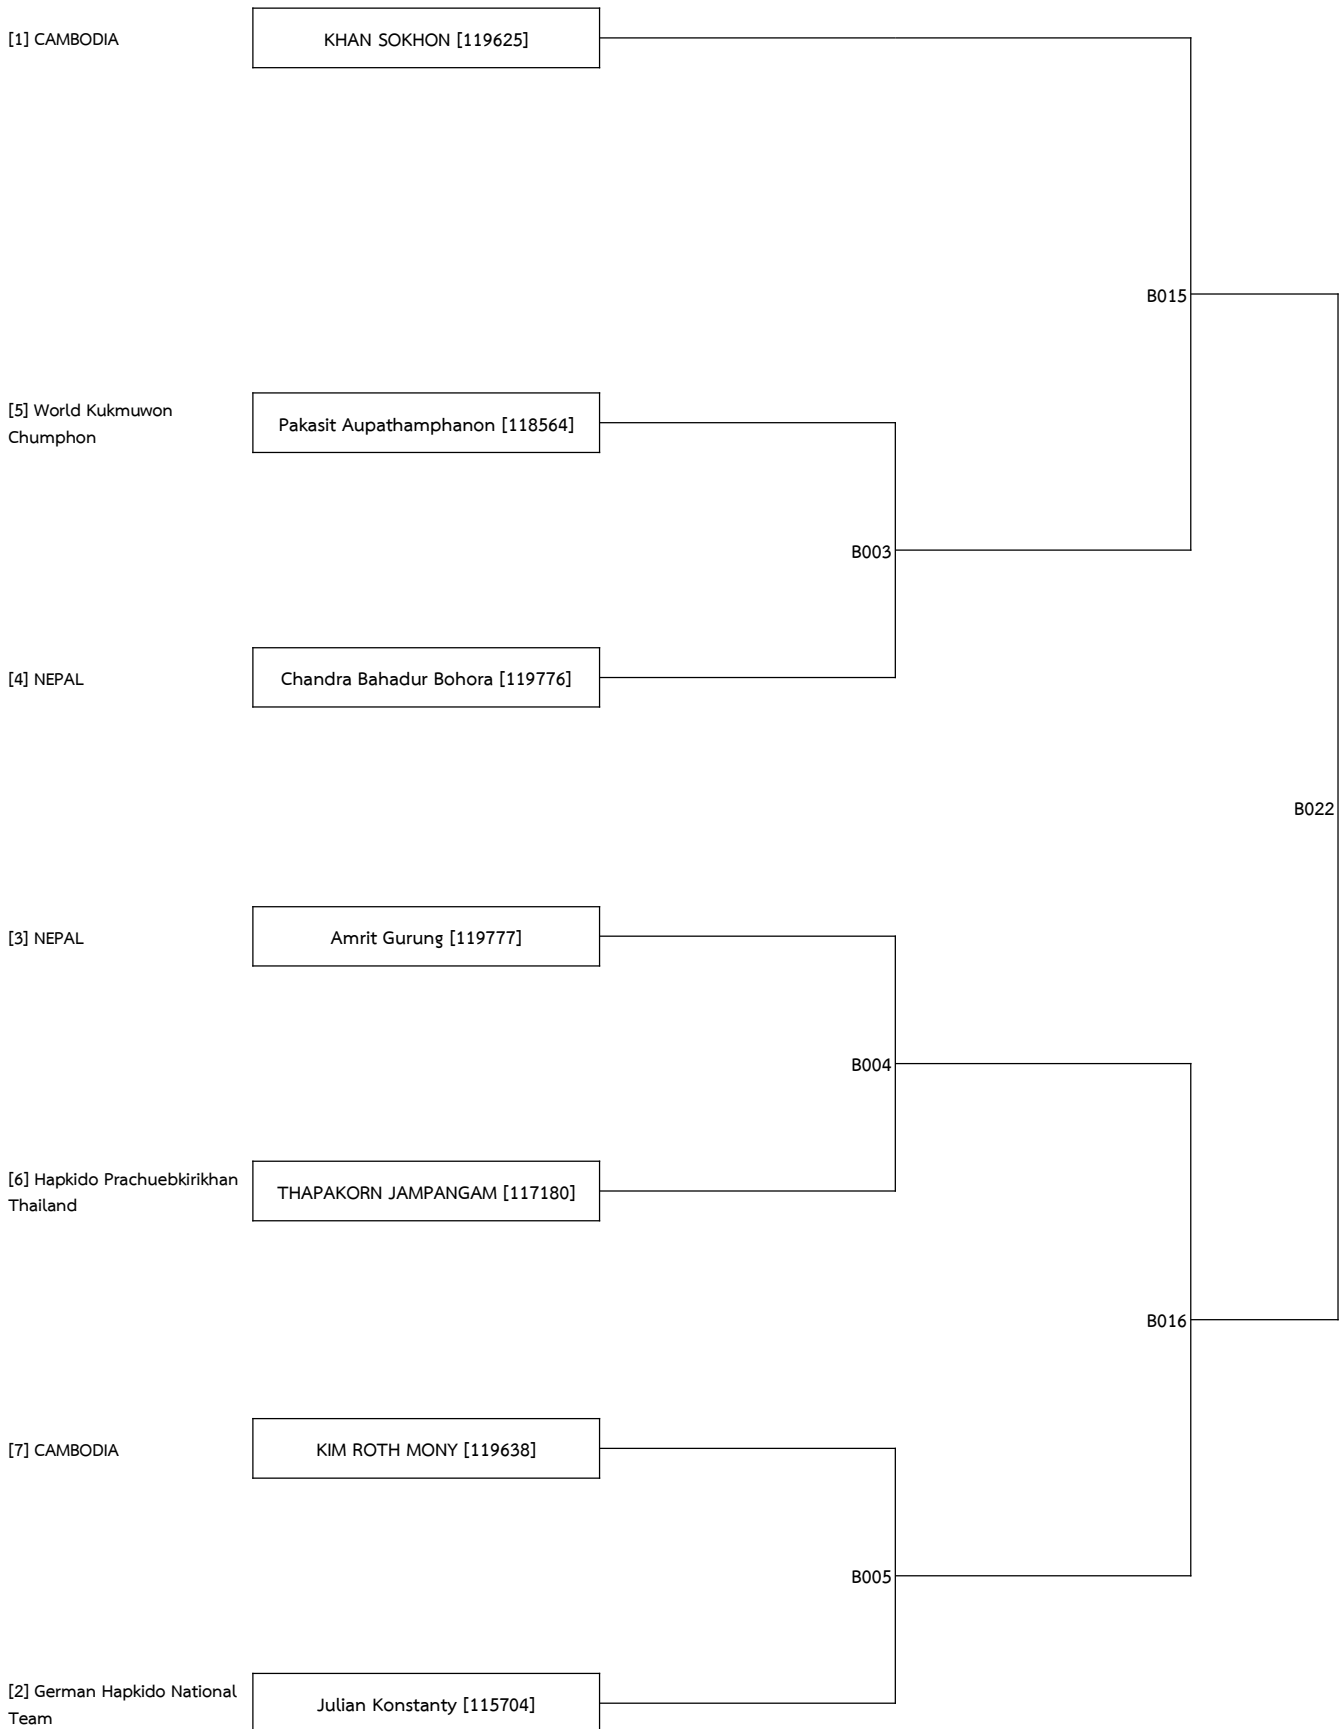 [1] CAMBODIA
KHAN SOKHON [119625]
B015
[5] World Kukmuwon
Chumphon
Pakasit Aupathamphanon [118564]
B003
[4] NEPAL
Chandra Bahadur Bohora [119776]
B022
[3] NEPAL
Amrit Gurung [119777]
B004
[6] Hapkido Prachuebkirikhan
Thailand
THAPAKORN JAMPANGAM [117180]
B016
[7] CAMBODIA
KIM ROTH MONY [119638]
B005
[2] German Hapkido National
Team
Julian Konstanty [115704]